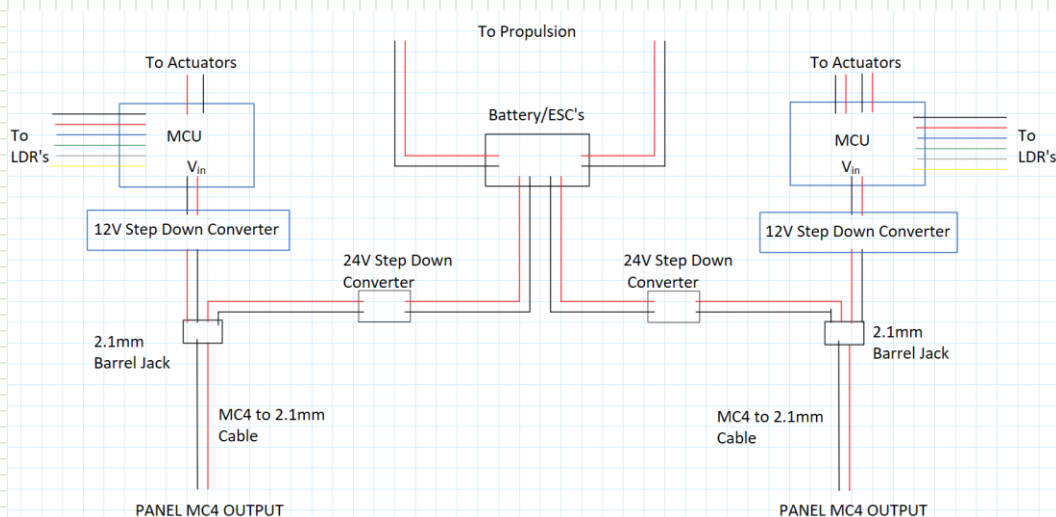 To Propulsion
To Actuators
To Actuators
Battery/ESC's
MCU
MCU
To
LDR's
To
LDR's
Vin
Vin
12V Step Down Converter
12V Step Down Converter
24V Step Down
Converter
24V Step Down
Converter
2.1mm
Barrel Jack
2.1mm
Barrel Jack
MC4 to 2.1mm
Cable
MC4 to 2.1mm
Cable
PANEL MC4 OUTPUT
PANEL MC4 OUTPUT